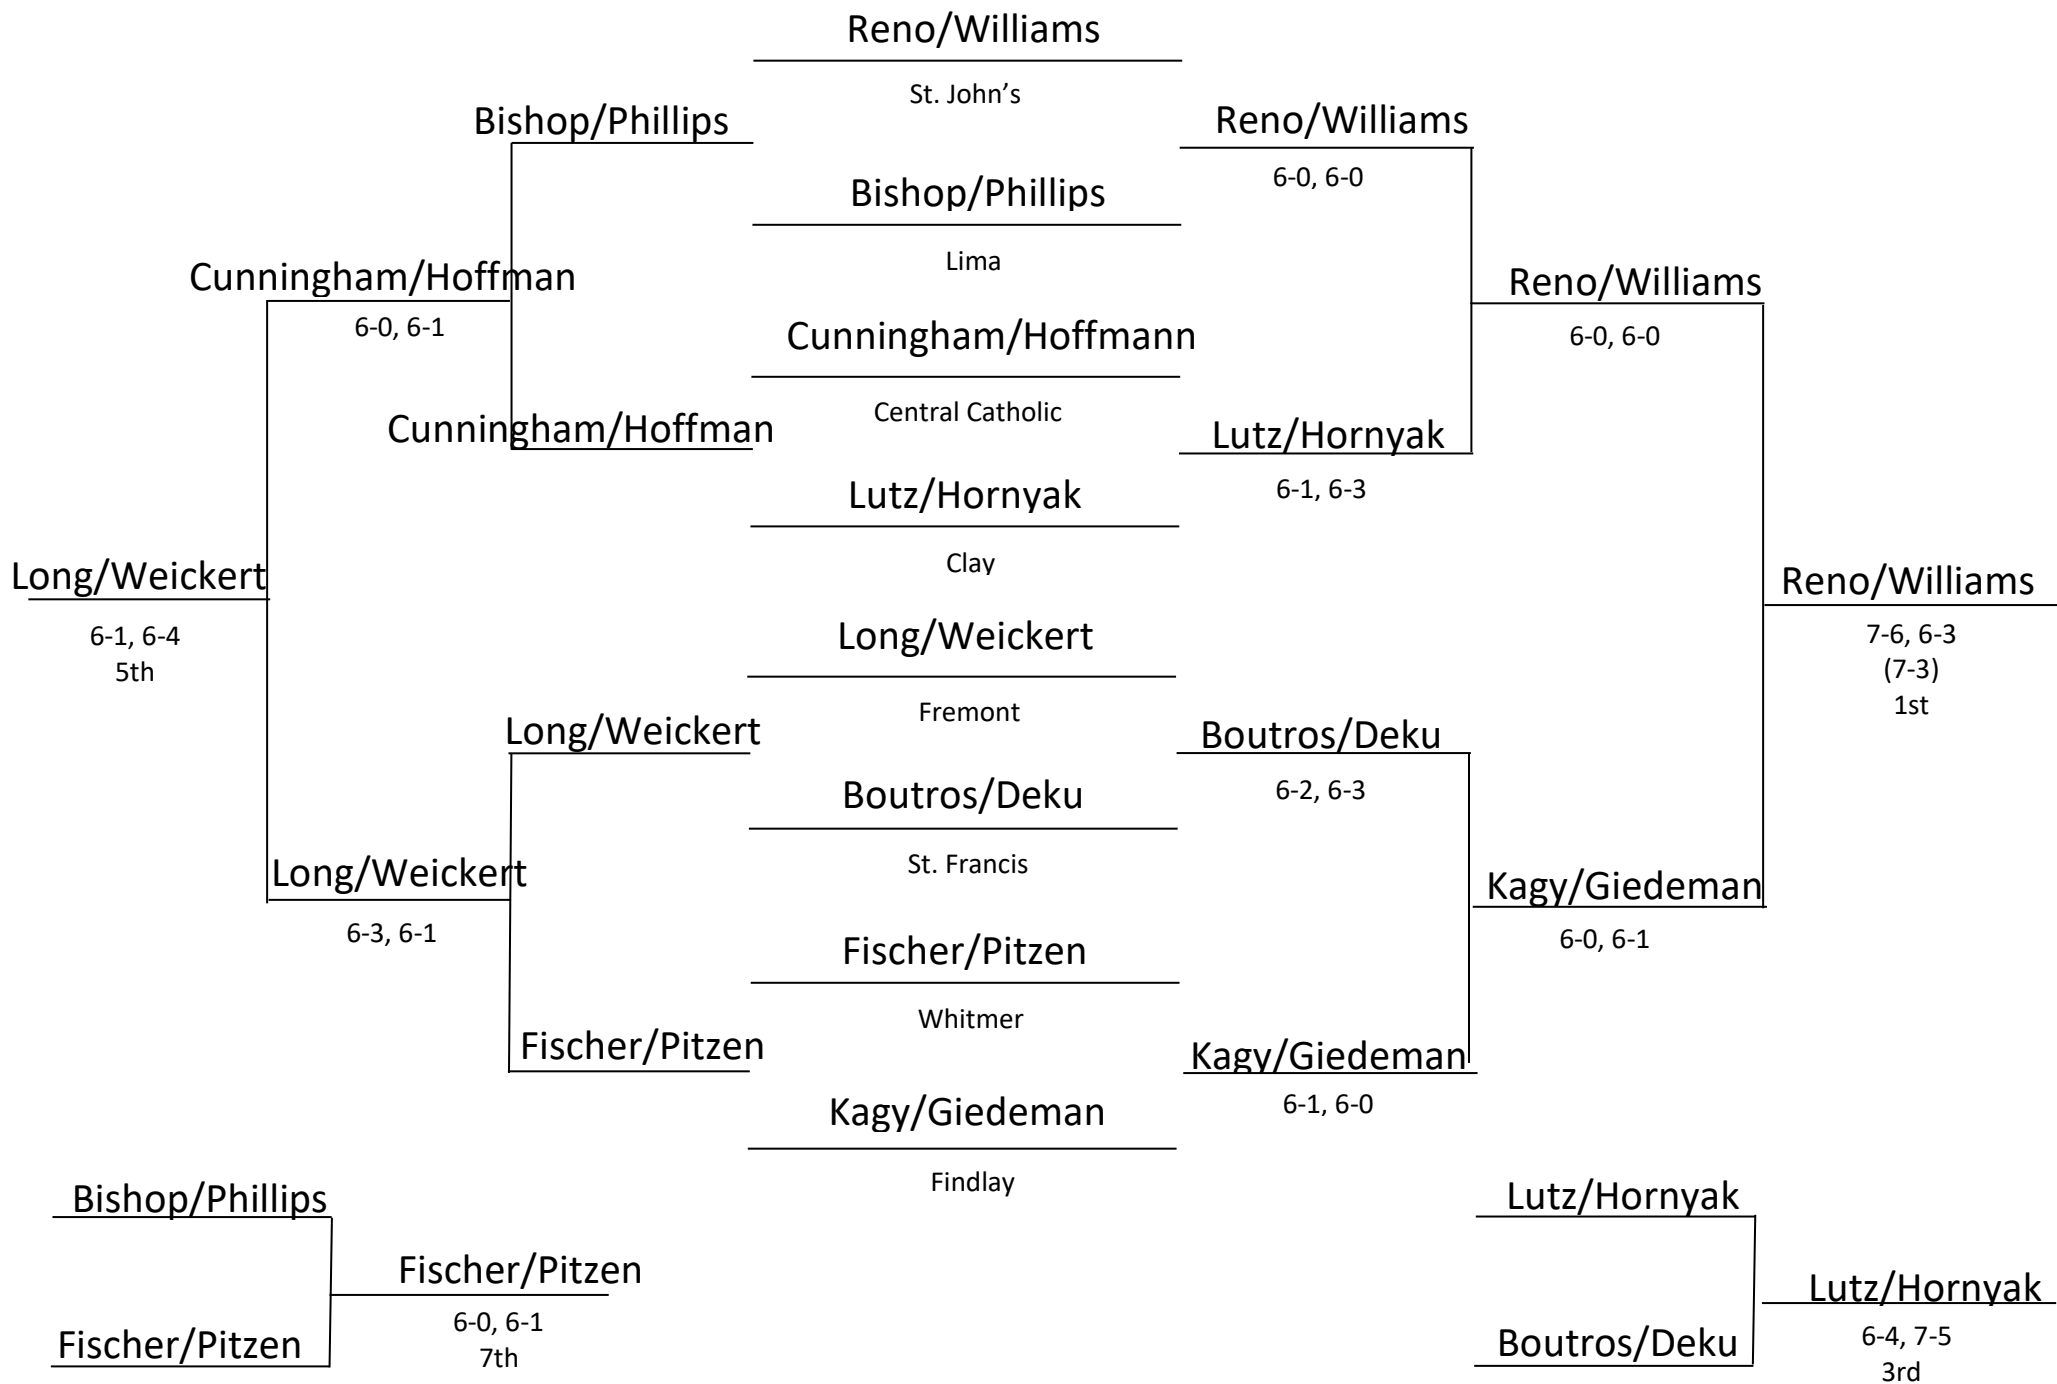 Reno/Williams
St. John’s
Bishop/Phillips
Reno/Williams
6-0, 6-0
Bishop/Phillips
Lima
Cunningham/Hoffman
6-0, 6-1
Reno/Williams
6-0, 6-0
Cunningham/Hoffmann
Central Catholic
Cunningham/Hoffman
Lutz/Hornyak
6-1, 6-3
Lutz/Hornyak
Clay
Long/Weickert
6-1, 6-4
5th
Reno/Williams
7-6, 6-3
(7-3)
1st
Long/Weickert
Fremont
Long/Weickert
Boutros/Deku
6-2, 6-3
Boutros/Deku
St. Francis
Long/Weickert
6-3, 6-1
Kagy/Giedeman
6-0, 6-1
Fischer/Pitzen
Whitmer
Fischer/Pitzen
Kagy/Giedeman
6-1, 6-0
Kagy/Giedeman
Findlay
Bishop/Phillips
Fischer/Pitzen
6-0, 6-1
7th
Fischer/Pitzen
Lutz/Hornyak
Lutz/Hornyak
6-4, 7-5
3rd
Boutros/Deku